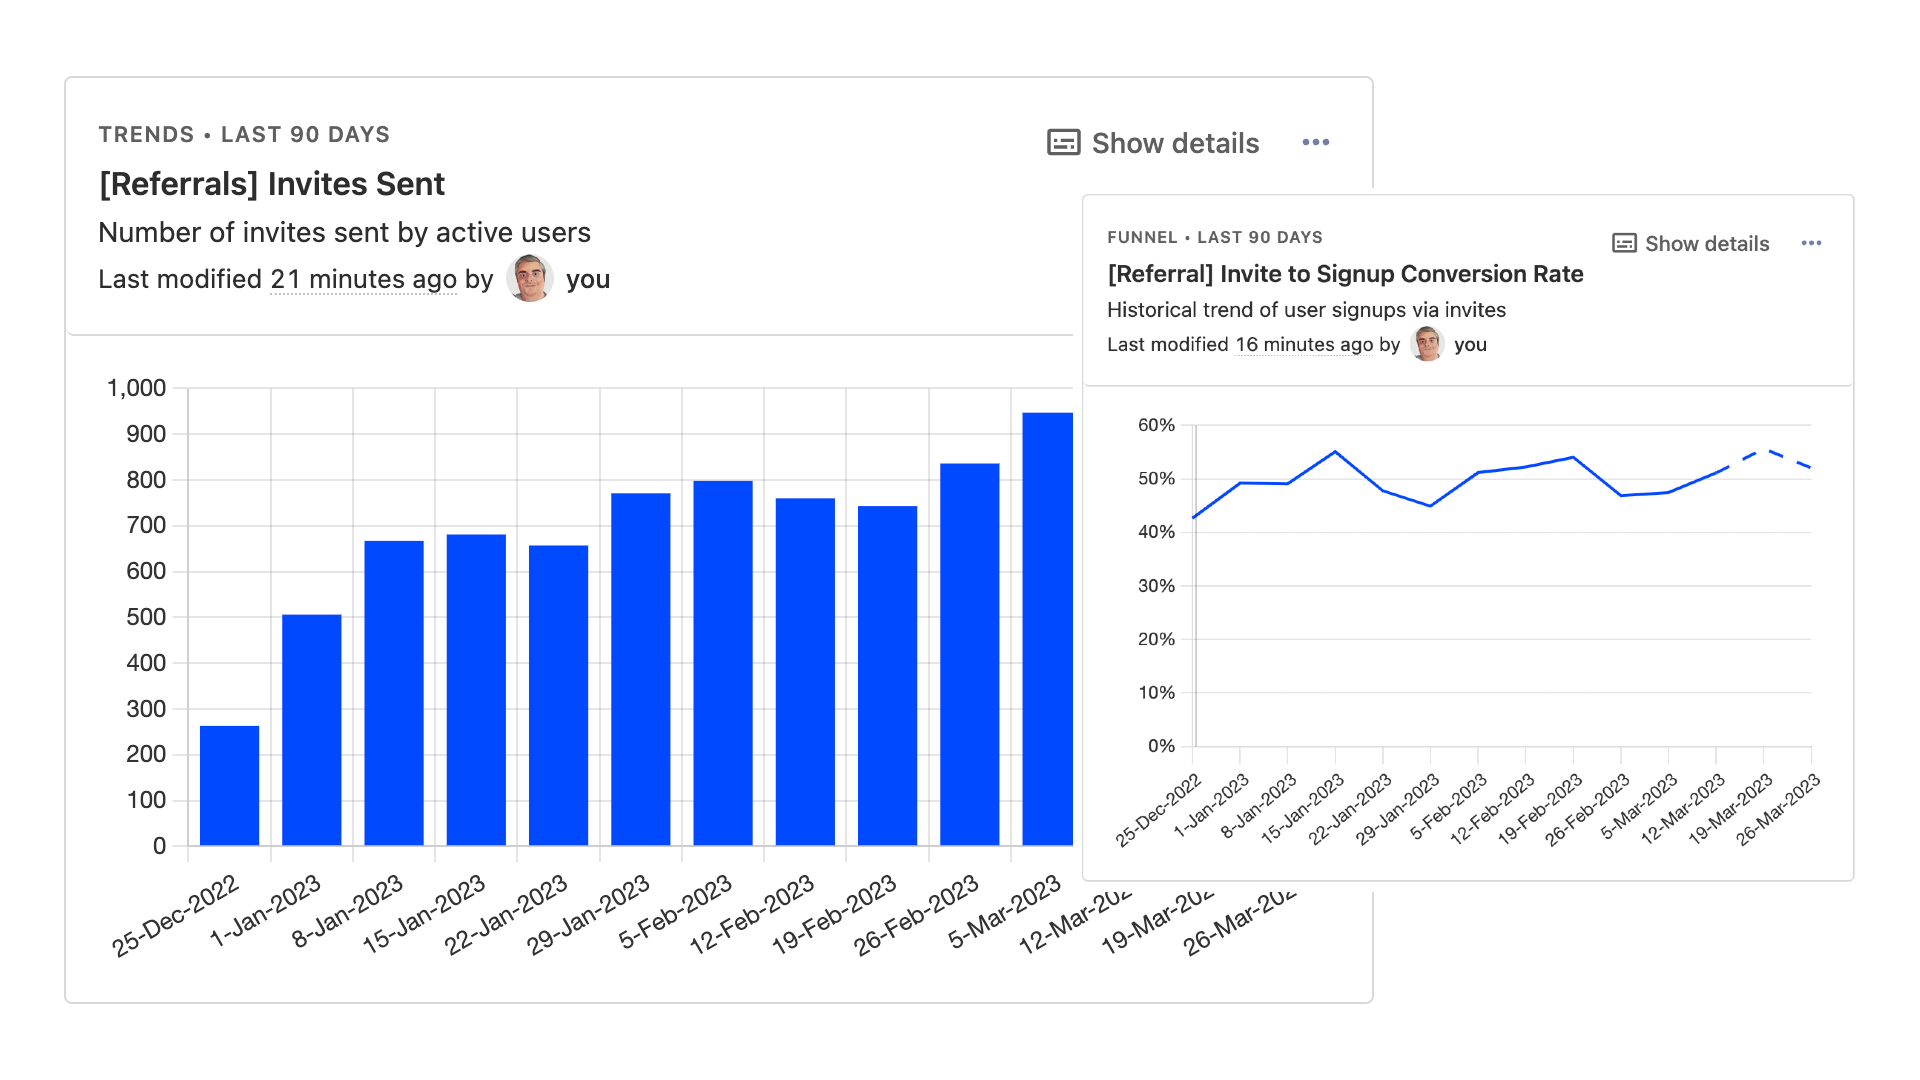 TRENDS • LAST 90 DAYS
Show details
[Referrals] Invites Sent
Number of invites sent by active users
Last modified 21 minutes ago by you
1,000
900
800
700
600
500
400
300
200
100
0
25-Dec-2022
1-Jan-2023
8-Jan-2023
15-Jan-2023
22-Jan-2023
29-Jan-2023
5-Feb-2023
12-Feb-2023
19-Feb-2023
26-Feb-2023
5-Mar-2023
12-Mar-202
19-Mar-202
26-Mar-202
FUNNEL • LAST 90 DAYS
Show details
[Referral] Invite to Signup Conversion Rate
Historical trend of user signups via invites
Last modified 16 minutes ago by you
60%
50%
40%
30%
20%
10%
0%
25-Dec-2022
1-Jan-2023
8-Jan-2023
15-Jan-2023
22-Jan-2023
29-Jan-2023
5-Feb-2023
12-Feb-2023
19-Feb-2023
26-Feb-2023
5-Mar-2023
12-Mar-2023
19-Mar-2023
26-Mar-2023